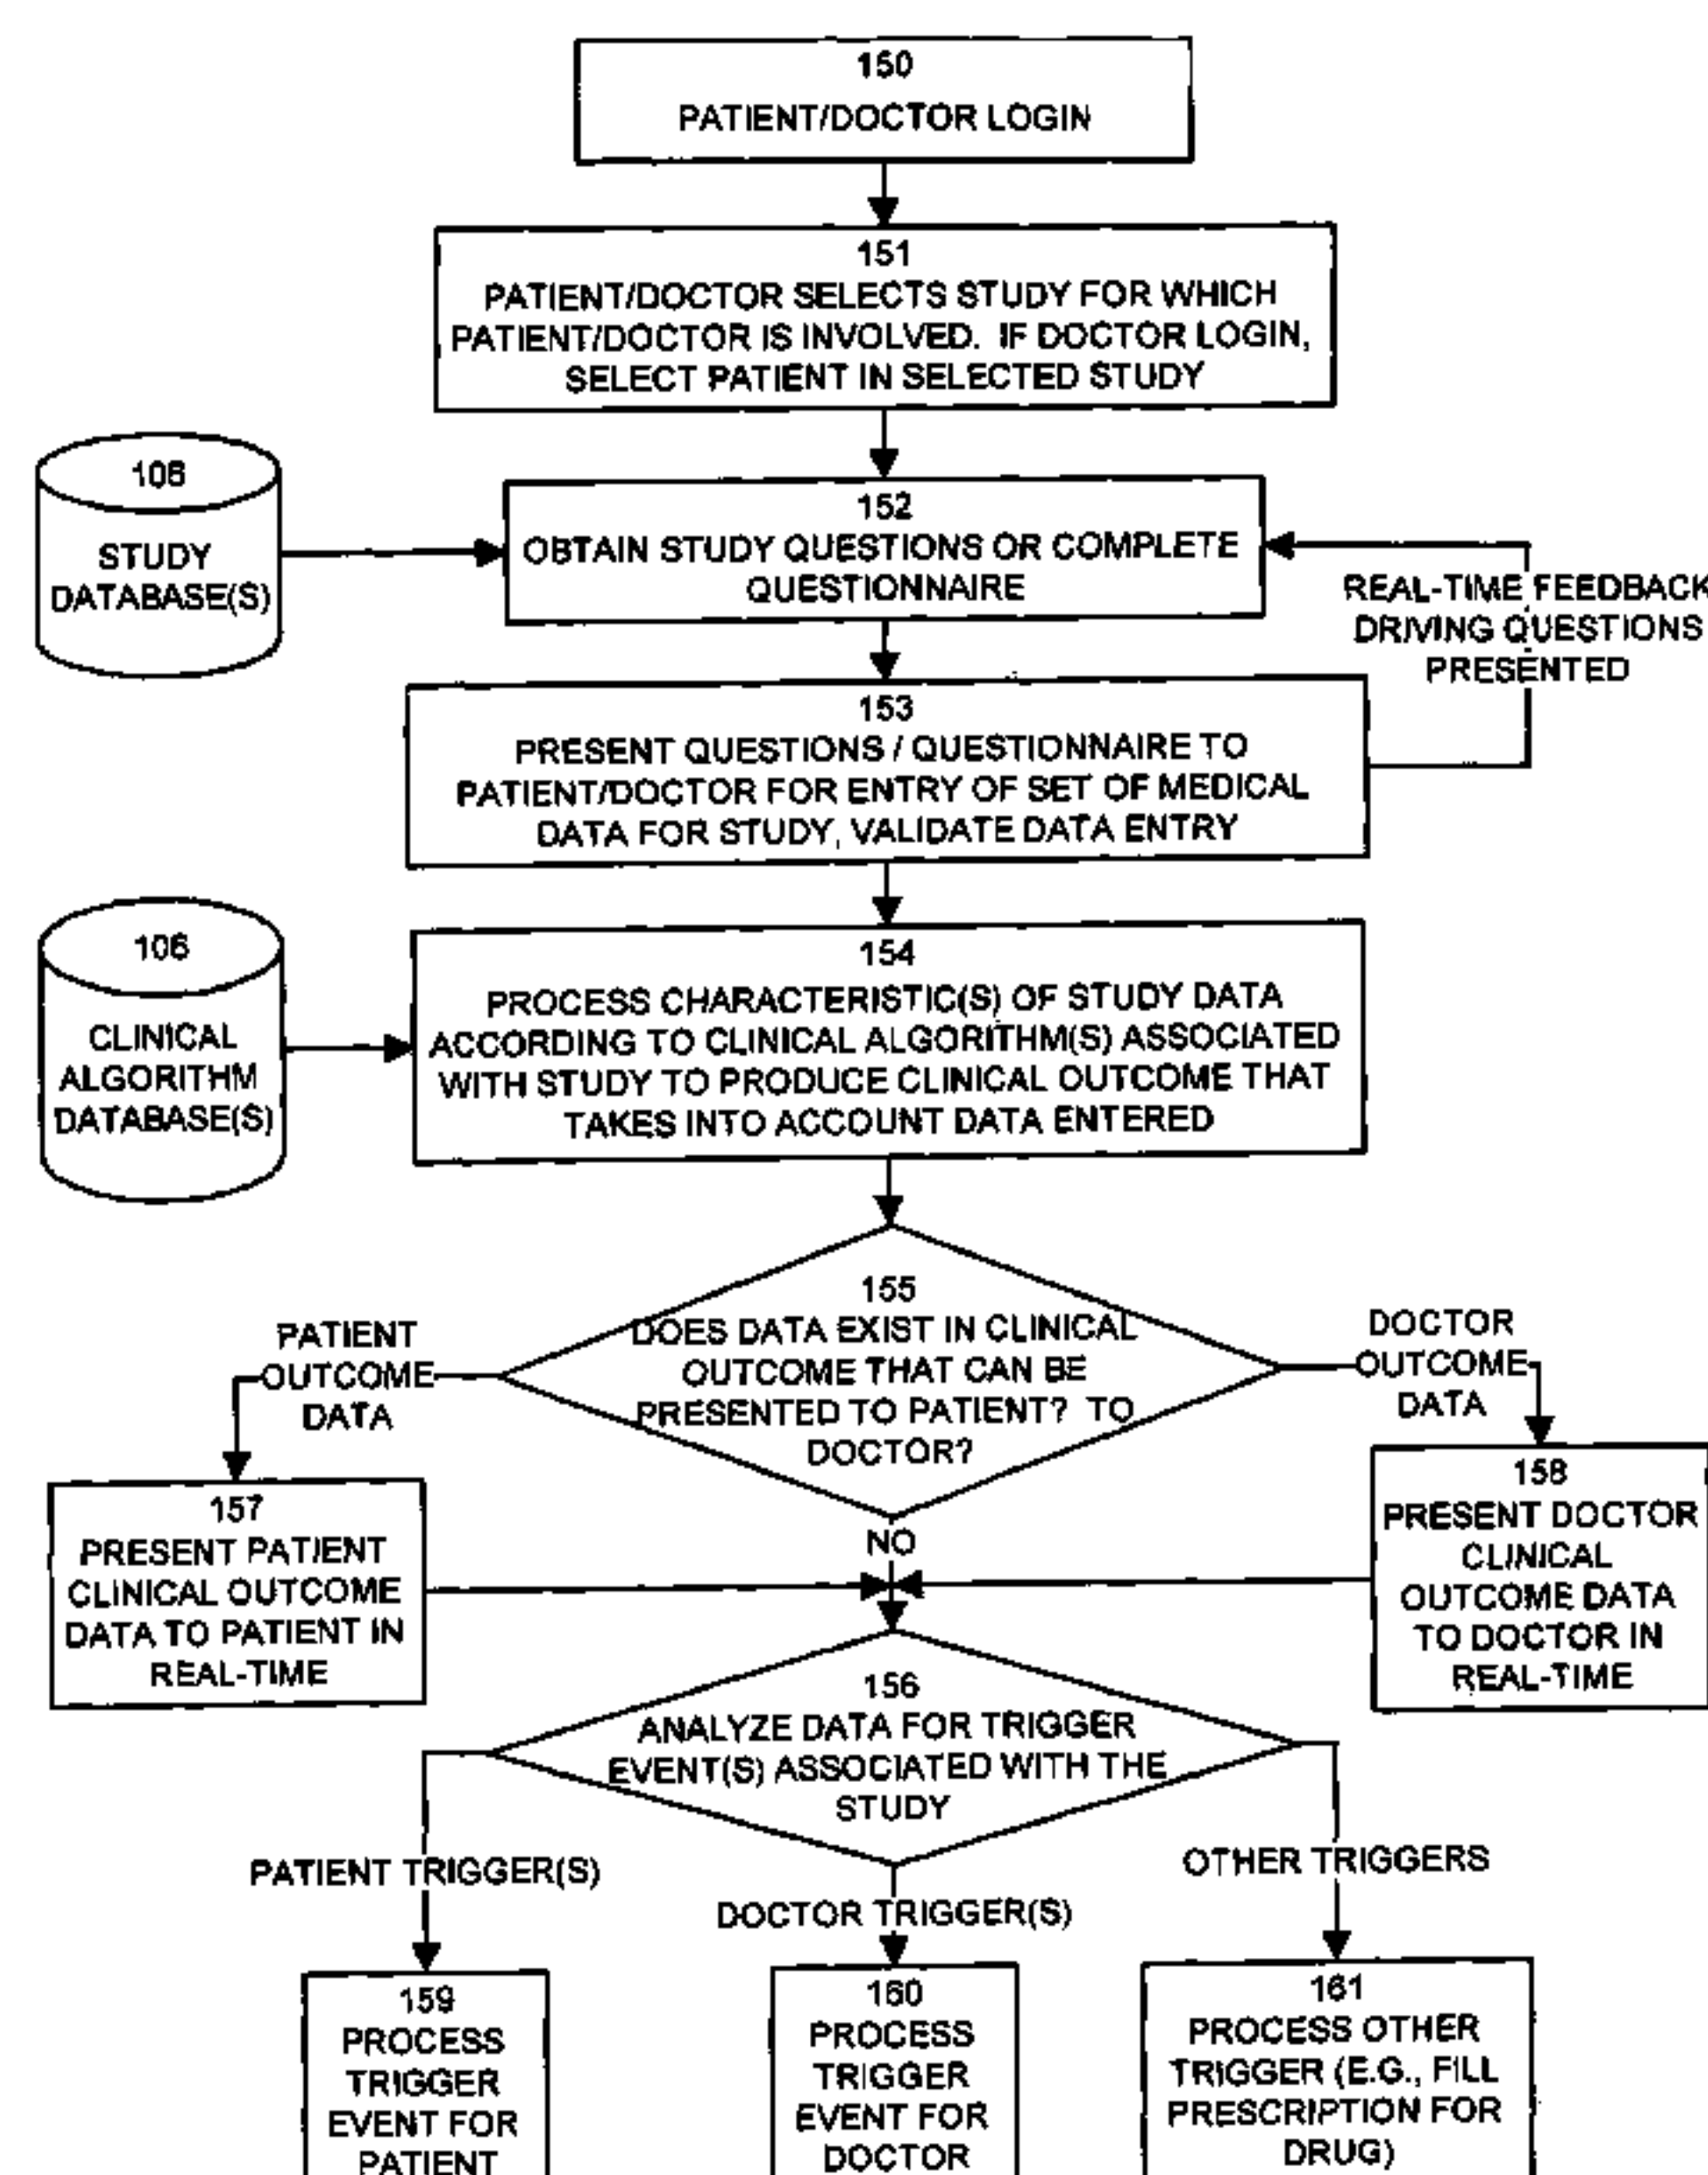 150
PATIENT/DOCTOR LOGIN
151
PATIENT/DOCTOR SELECTS STUDY FOR WHICH
PATIENT/DOCTOR IS INVOLVED. IF DOCTOR LOGIN,
SELECT PATIENT IN SELECTED STUDY
106
STUDY
DATABASE(S)
152
OBTAIN STUDY QUESTIONS OR COMPLETE
QUESTIONNAIRE
REAL-TIME FEEDBACK
DRIVING QUESTIONS
PRESENTED
153
PRESENT QUESTIONS / QUESTIONNAIRE TO
PATIENT/DOCTOR FOR ENTRY OF SET OF MEDICAL
DATA FOR STUDY, VALIDATE DATA ENTRY
106
CLINICAL
ALGORITHM
DATABASE(S)
154
PROCESS CHARACTERISTIC(S) OF STUDY DATA
ACCORDING TO CLINICAL ALGORITHM(S) ASSOCIATED
WITH STUDY TO PRODUCE CLINICAL OUTCOME THAT
TAKES INTO ACCOUNT DATA ENTERED
155
DOES DATA EXIST IN CLINICAL
OUTCOME THAT CAN BE
PRESENTED TO PATIENT? TO
DOCTOR?
PATIENT
OUTCOME
DATA
DOCTOR
OUTCOME
DATA
157
PRESENT PATIENT
CLINICAL OUTCOME
DATA TO PATIENT IN
REAL-TIME
NO
158
PRESENT DOCTOR
CLINICAL
OUTCOME DATA
TO DOCTOR IN
REAL-TIME
156
ANALYZE DATA FOR TRIGGER
EVENT(S) ASSOCIATED WITH THE
STUDY
PATIENT TRIGGER(S)
DOCTOR TRIGGER(S)
OTHER TRIGGERS
159
PROCESS
TRIGGER
EVENT FOR
PATIENT
160
PROCESS
TRIGGER
EVENT FOR
DOCTOR
161
PROCESS OTHER
TRIGGER (E.G., FILL
PRESCRIPTION FOR
DRUG)